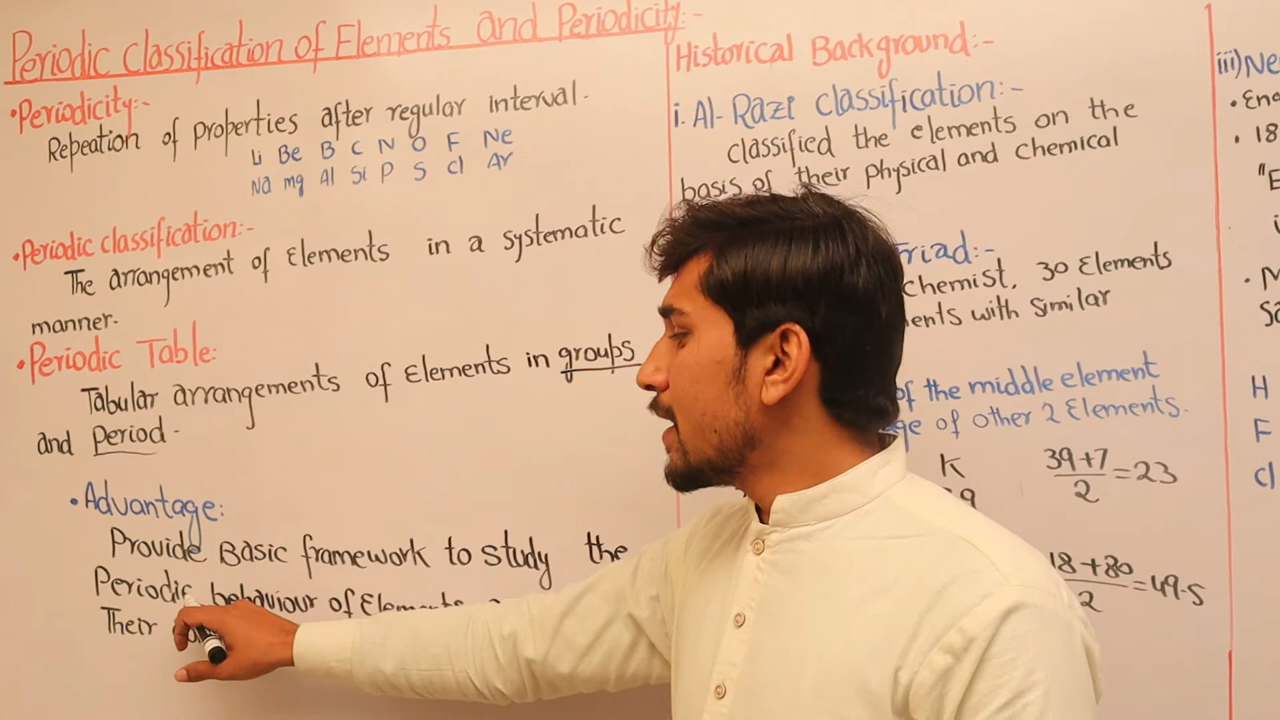 Periodic Classification of Elements and Periodicity:-
•Periodicity:-
Repeation of properties after regular interval.
Li Be B C N O F Ne
Na mg Al Si P S Cl Ar
•Periodic classification:-
The arrangement of Elements in a systematic
manner.
•Periodic Table:
Tabular arrangements of Elements in groups
and Period.
•Advantage:
Provide Basic framework to study the
Periodic behaviour of Elements
Their
Historical Background:-
i. Al-Razi classification:-
classified the elements on the
basis of their physical and chemical
Triad:-
chemist, 30 Elements
with Similar
of the middle element
of other 2 Elements.
K
39+7/2=23
18+80/2=49.5
iii)
•
• 18
•
H
F
Cl